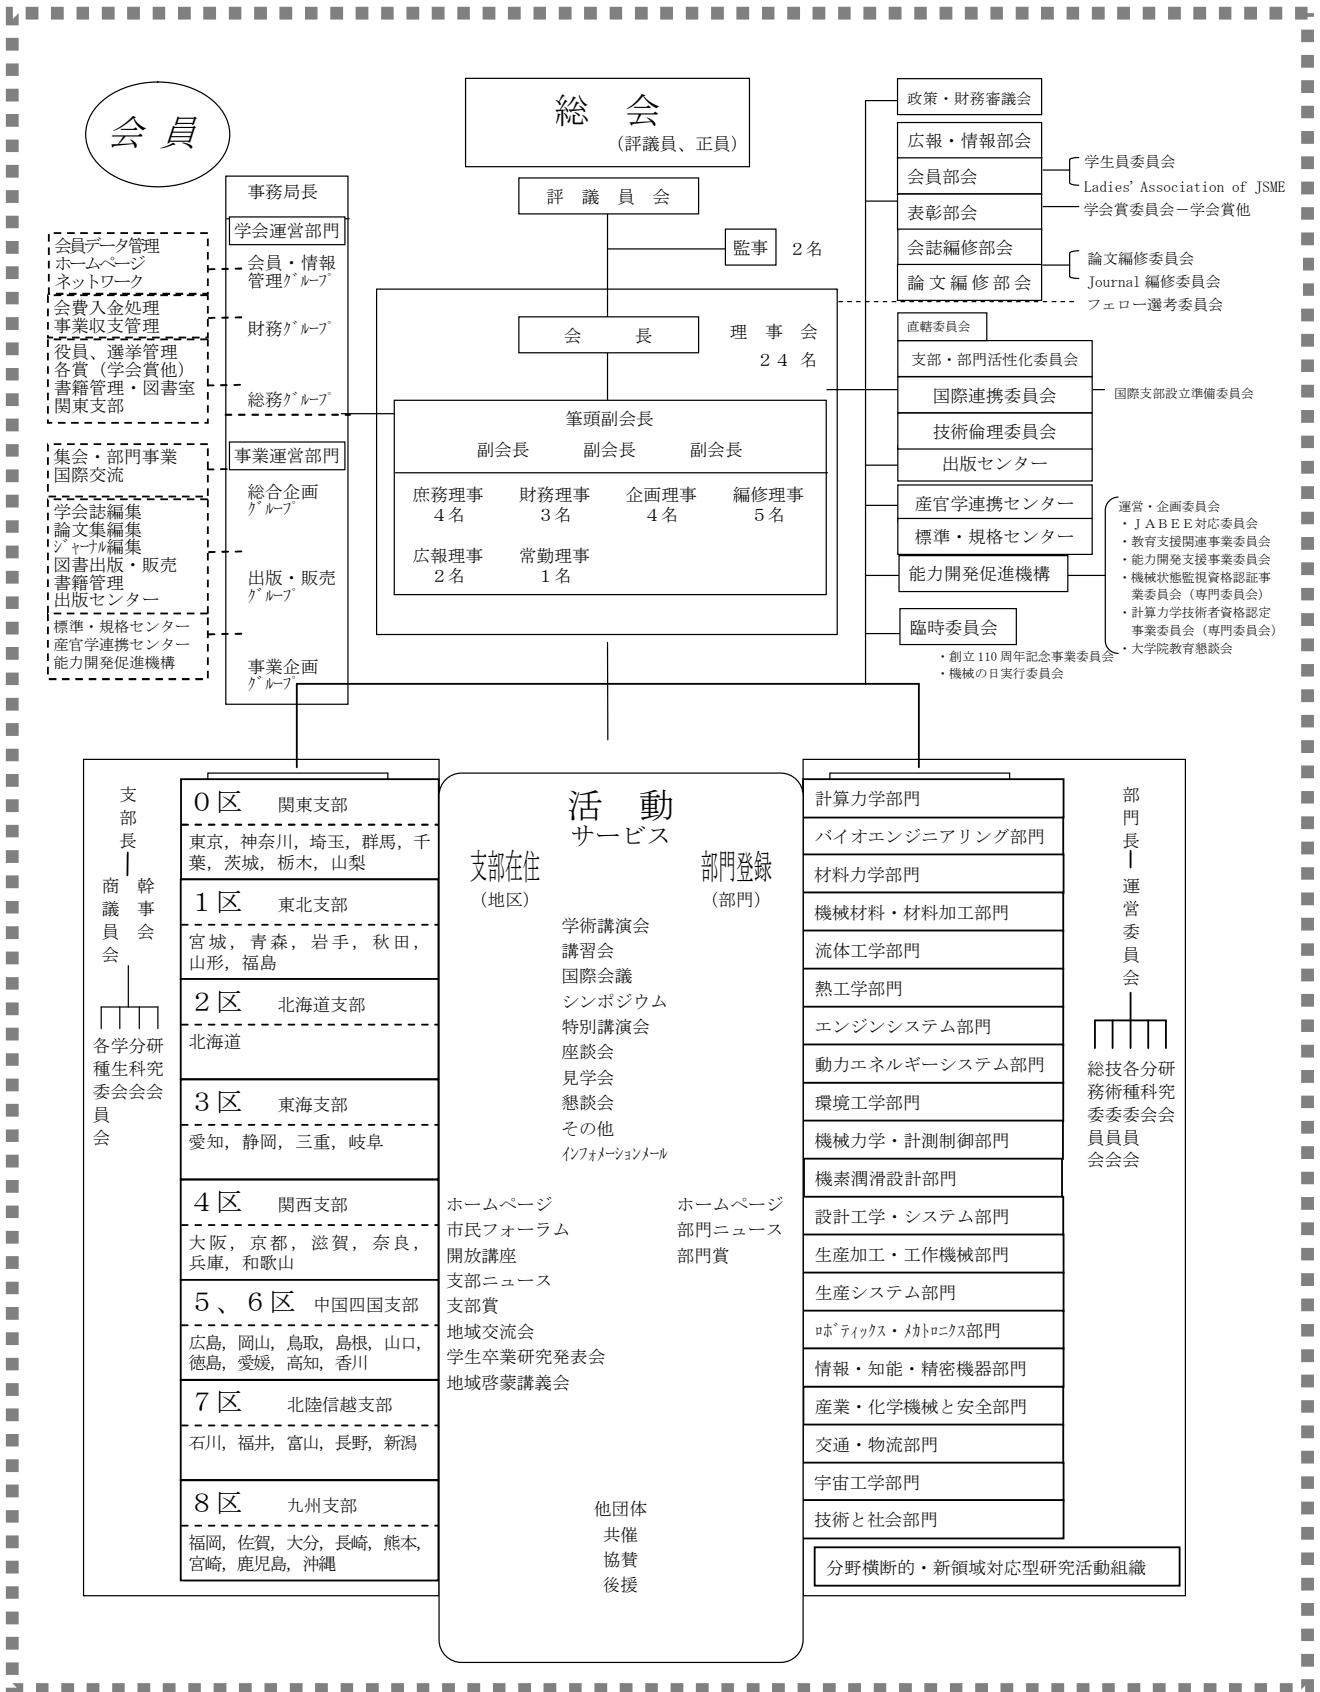 会 員
総 会
(評議員、正員)
評 議 員 会
監事 2名
会 長
理 事 会
24 名
筆頭副会長
副会長 副会長 副会長
庶務理事 財務理事 企画理事 編修理事
4名 3名 4名 5名
広報理事 常勤理事
2名 1名
事務局長
学会運営部門
会員・情報
管理グループ
財務グループ
総務グループ
事業運営部門
総合企画
グループ
出版・販売
グループ
事業企画
グループ
会員データ管理
ホームページ
ネットワーク
会費入金処理
事業収支管理
役員、選挙管理
各賞(学会賞他)
書籍管理・図書室
関東支部
集会・部門事業
国際交流
学会誌編集
論文集編集
ジャーナル編集
図書出版・販売
書籍管理
出版センター
標準・規格センター
産官学連携センター
能力開発促進機構
政策・財務審議会
広報・情報部会
会員部会
表彰部会
会誌編修部会
論文編修部会
学生員委員会
Ladies' Association of JSME
学会賞委員会－学会賞他
論文編修委員会
Journal 編修委員会
フェロー選考委員会
直轄委員会
支部・部門活性化委員会
国際連携委員会
国際支部設立準備委員会
技術倫理委員会
出版センター
産官学連携センター
標準・規格センター
能力開発促進機構
運営・企画委員会
・ＪＡＢＥＥ対応委員会
・教育支援関連事業委員会
・能力開発支援事業委員会
・機械状態監視資格認証事
業委員会(専門委員会)
・計算力学技術者資格認定
事業委員会(専門委員会)
・大学院教育懇談会
臨時委員会
・創立110周年記念事業委員会
・機械の日実行委員会
支部長
商議員会
幹事会
各種委員会
学生会
分科会
研究会
0区 関東支部
東京，神奈川，埼玉，群馬，千
葉，茨城，栃木，山梨
1区 東北支部
宮城，青森，岩手，秋田，
山形，福島
2区 北海道支部
北海道
3区 東海支部
愛知，静岡，三重，岐阜
4区 関西支部
大阪，京都，滋賀，奈良，
兵庫，和歌山
5、6区 中国四国支部
広島，岡山，鳥取，島根，山口，
徳島，愛媛，高知，香川
7区 北陸信越支部
石川，福井，富山，長野，新潟
8区 九州支部
福岡，佐賀，大分，長崎，熊本，
宮崎，鹿児島，沖縄
活 動
サービス
支部在住 部門登録
(地区) (部門)
学術講演会
講習会
国際会議
シンポジウム
特別講演会
座談会
見学会
懇談会
その他
インフォメーションメール
ホームページ
市民フォーラム
開放講座
支部ニュース
支部賞
地域交流会
学生卒業研究発表会
地域啓蒙講義会
ホームページ
部門ニュース
部門賞
他団体
共催
協賛
後援
計算力学部門
バイオエンジニアリング部門
材料力学部門
機械材料・材料加工部門
流体工学部門
熱工学部門
エンジンシステム部門
動力エネルギーシステム部門
環境工学部門
機械力学・計測制御部門
機素潤滑設計部門
設計工学・システム部門
生産加工・工作機械部門
生産システム部門
ロボティックス・メカトロニクス部門
情報・知能・精密機器部門
産業・化学機械と安全部門
交通・物流部門
宇宙工学部門
技術と社会部門
分野横断的・新領域対応型研究活動組織
部門長
運営委員会
総務委員会
技術委員会
各種委員会
分科会
研究会